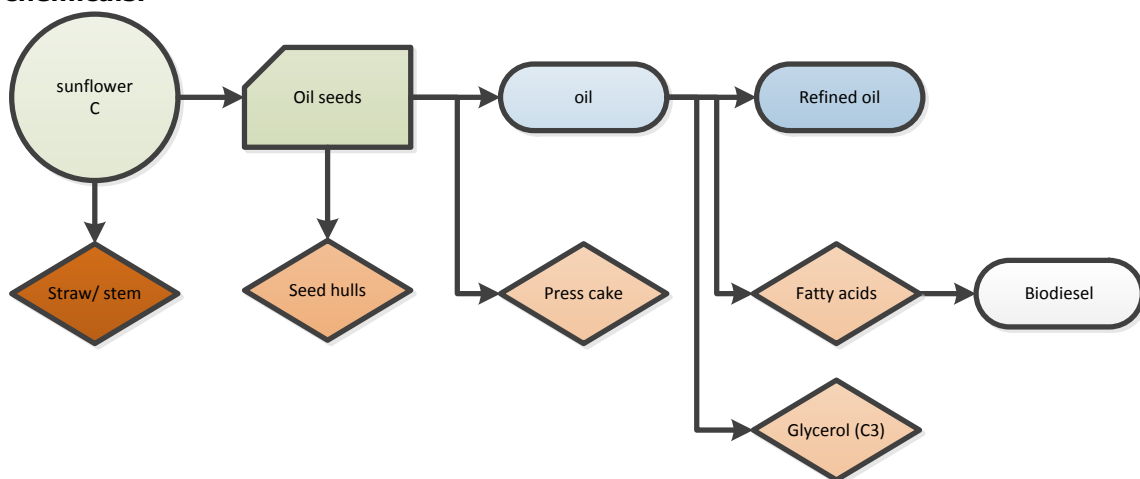 sunflower
C
Oil seeds
oil
Refined oil
Straw/ stem
Seed hulls
Press cake
Fatty acids
Biodiesel
Glycerol (C3)